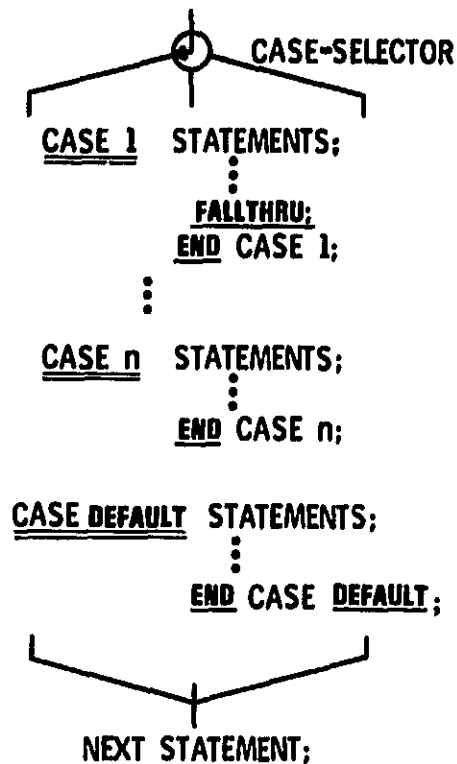 CASE-SELECTOR
CASE 1 STATEMENTS;
FALLTHRU;
END CASE 1;
CASE n STATEMENTS;
END CASE n;
CASE DEFAULT STATEMENTS;
END CASE DEFAULT;
NEXT STATEMENT;